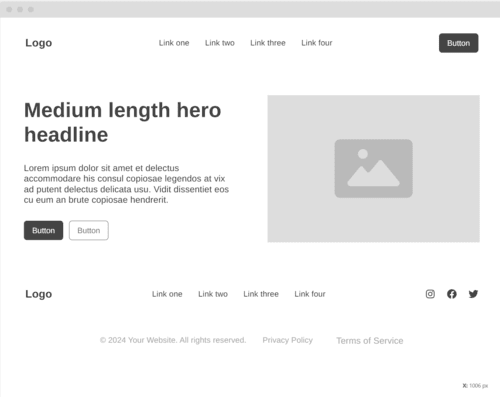 Logo
Link one Link two Link three Link four
Button
Medium length hero
headline
Lorem ipsum dolor sit amet et delectus
accommodare his consul copiosae legendos at vix
ad putent delectus delicata usu. Vidit dissentiet eos
cu eum an brute copiosae hendrerit.
Button Button
Logo
Link one Link two Link three Link four
© 2024 Your Website. All rights reserved. Privacy Policy Terms of Service
X: 1006 px